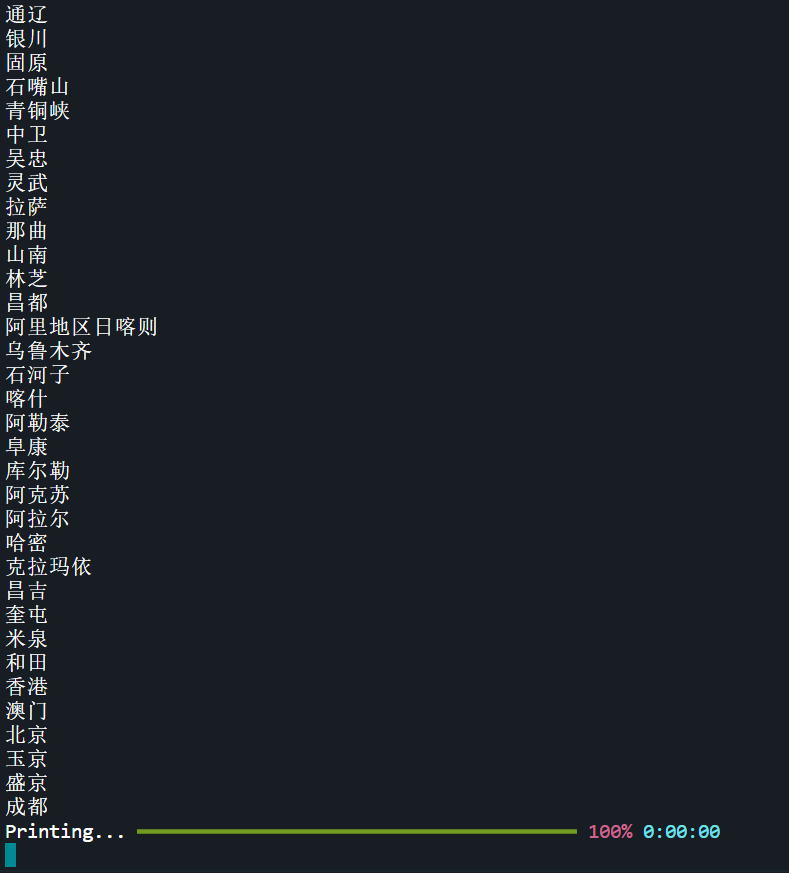 通辽
银川
固原
石嘴山
青铜峡
中卫
吴忠
灵武
拉萨
那曲
山南
林芝
昌都
阿里地区日喀则
乌鲁木齐
石河子
喀什
阿勒泰
阜康
库尔勒
阿克苏
阿拉尔
哈密
克拉玛依
昌吉
奎屯
米泉
和田
香港
澳门
北京
玉京
盛京
成都
Printing... 100% 0:00:00